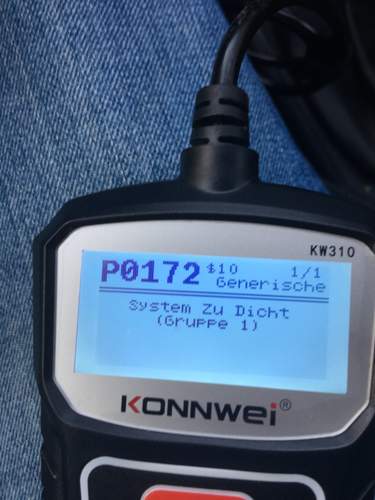 KW310
P0172 $10 1/1
Generische
System Zu Dicht
(Gruppe 1)
KONNWEI®